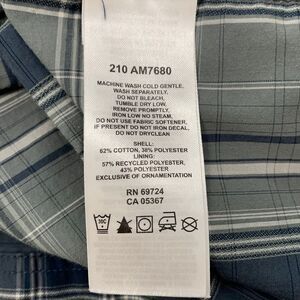 210 AM7680
MACHINE WASH COLD GENTLE,
WASH SEPARATELY.
DO NOT BLEACH,
TUMBLE DRY LOW,
REMOVE PROMPTLY.
IRON LOW NO STEAM.
DO NOT USE FABRIC SOFTENER.
IF PRESENT DO NOT IRON DECAL,
DO NOT DRYCLEAN
SHELL:
62% COTTON, 38% POLYESTER
LINING:
57% RECYCLED POLYESTER,
43% POLYESTER
EXCLUSIVE OF ORNAMENTATION
RN 69724
CA 05367
30C